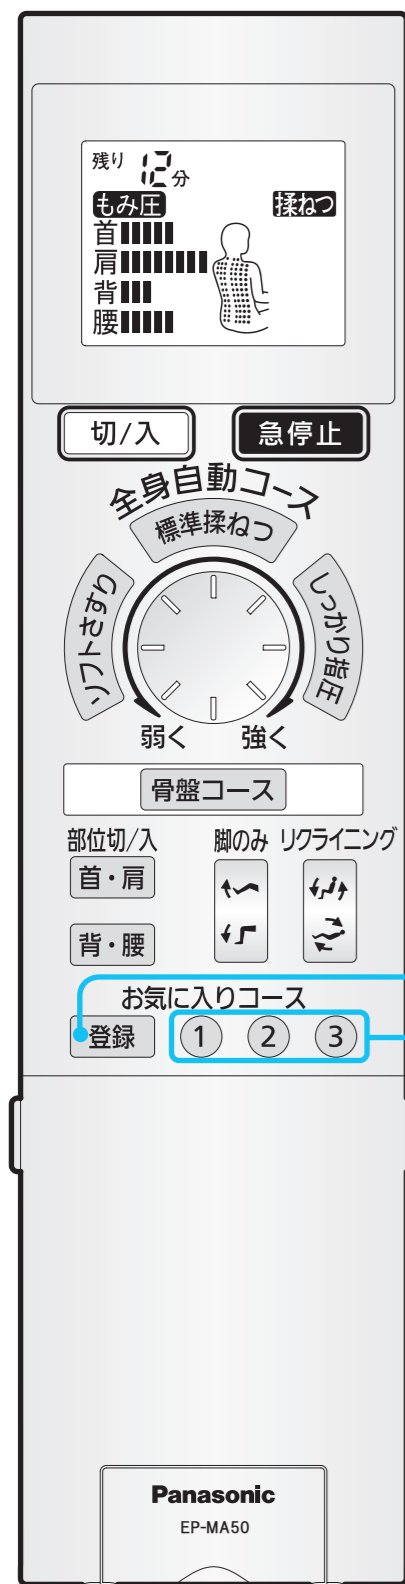 残り 12分
もみ圧 揉ねつ
首
肩
背
腰
切/入 急停止
全身自動コース
標準揉ねつ
ソフトさすり しっかり指圧
弱く 強く
骨盤コース
部位切/入 脚のみ リクライニング
首・肩
背・腰
お気に入りコース
登録 1 2 3
Panasonic
EP-MA50